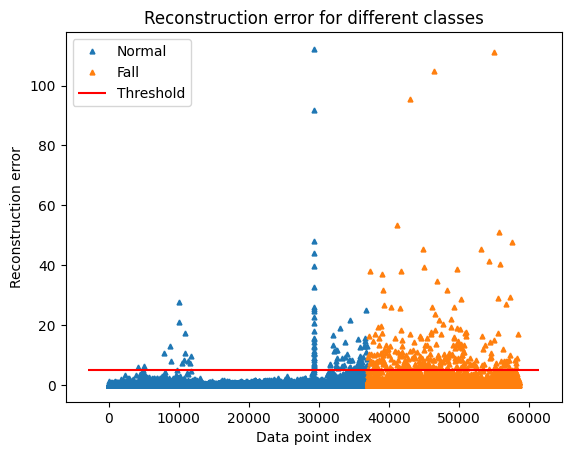 Reconstruction error for different classes
Normal
Fall
Threshold
Reconstruction error
100
80
60
40
20
0
0
10000
20000
30000
40000
50000
60000
Data point index